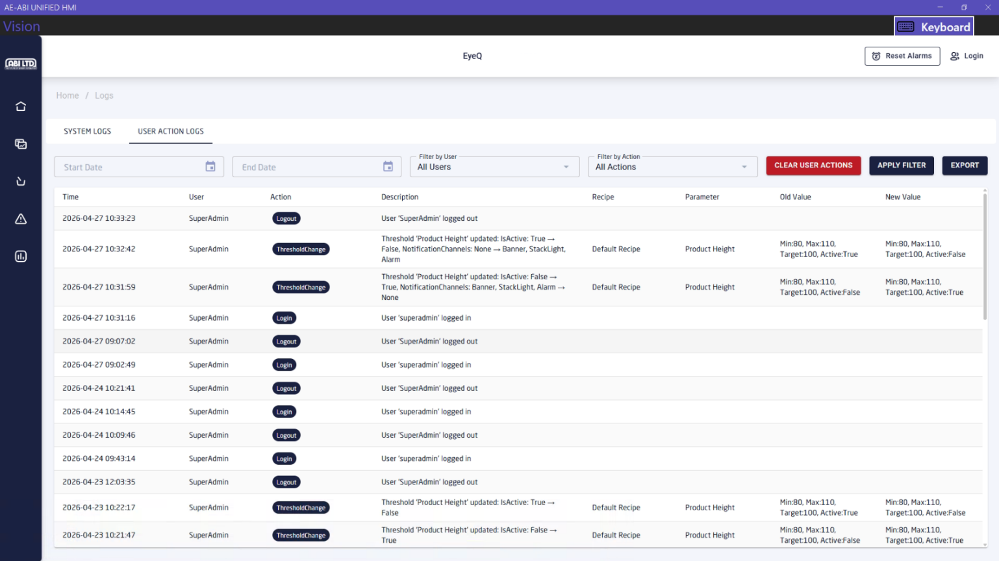 AE-ABI UNIFIED HMI
Vision
Keyboard
ABI LTD
EyeQ
Reset Alarms
Login
Home / Logs
SYSTEM LOGS
USER ACTION LOGS
Start Date
End Date
Filter by User
All Users
Filter by Action
All Actions
CLEAR USER ACTIONS
APPLY FILTER
EXPORT
Time User Action Description Recipe Parameter Old Value New Value
2026-04-27 10:33:23 SuperAdmin Logout User 'SuperAdmin' logged out
2026-04-27 10:32:42 SuperAdmin ThresholdChange
Threshold 'Product Height' updated: IsActive: True →
False, NotificationChannels: None → Banner, StackLight,
Alarm
Default Recipe
Product Height
Min:80, Max:110,
Target:100, Active:True
Min:80, Max:110,
Target:100, Active:False
2026-04-27 10:31:59 SuperAdmin ThresholdChange
Threshold 'Product Height' updated: IsActive: False →
True, NotificationChannels: Banner, StackLight, Alarm →
None
Default Recipe
Product Height
Min:80, Max:110,
Target:100, Active:False
Min:80, Max:110,
Target:100, Active:True
2026-04-27 10:31:16 SuperAdmin Login User 'superadmin' logged in
2026-04-27 09:07:02 SuperAdmin Logout User 'SuperAdmin' logged out
2026-04-27 09:02:49 SuperAdmin Login User 'superadmin' logged in
2026-04-24 10:21:41 SuperAdmin Logout User 'SuperAdmin' logged out
2026-04-24 10:14:45 SuperAdmin Login User 'superadmin' logged in
2026-04-24 10:09:46 SuperAdmin Logout User 'SuperAdmin' logged out
2026-04-24 09:43:14 SuperAdmin Login User 'superadmin' logged in
2026-04-23 12:03:35 SuperAdmin Logout User 'SuperAdmin' logged out
2026-04-23 10:22:17 SuperAdmin ThresholdChange
Threshold 'Product Height' updated: IsActive: True →
False
Default Recipe
Product Height
Min:80, Max:110,
Target:100, Active:True
Min:80, Max:110,
Target:100, Active:False
2026-04-23 10:21:47 SuperAdmin ThresholdChange
Threshold 'Product Height' updated: IsActive: False →
True
Default Recipe
Product Height
Min:80, Max:110,
Target:100, Active:False
Min:80, Max:110,
Target:100, Active:True